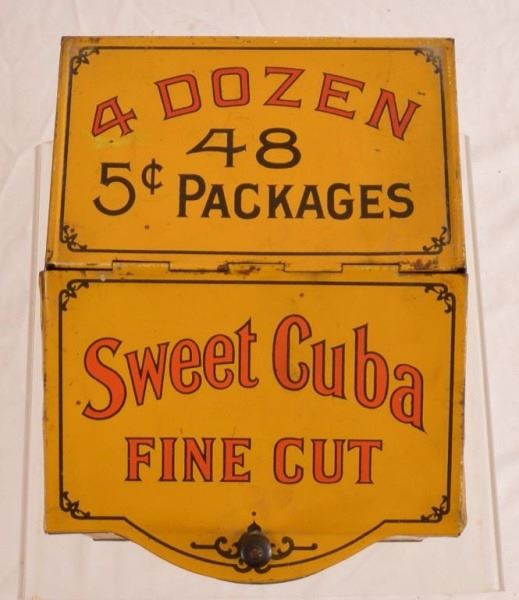 4 DOZEN
48
5¢ PACKAGES
Sweet Cuba
FINE CUT